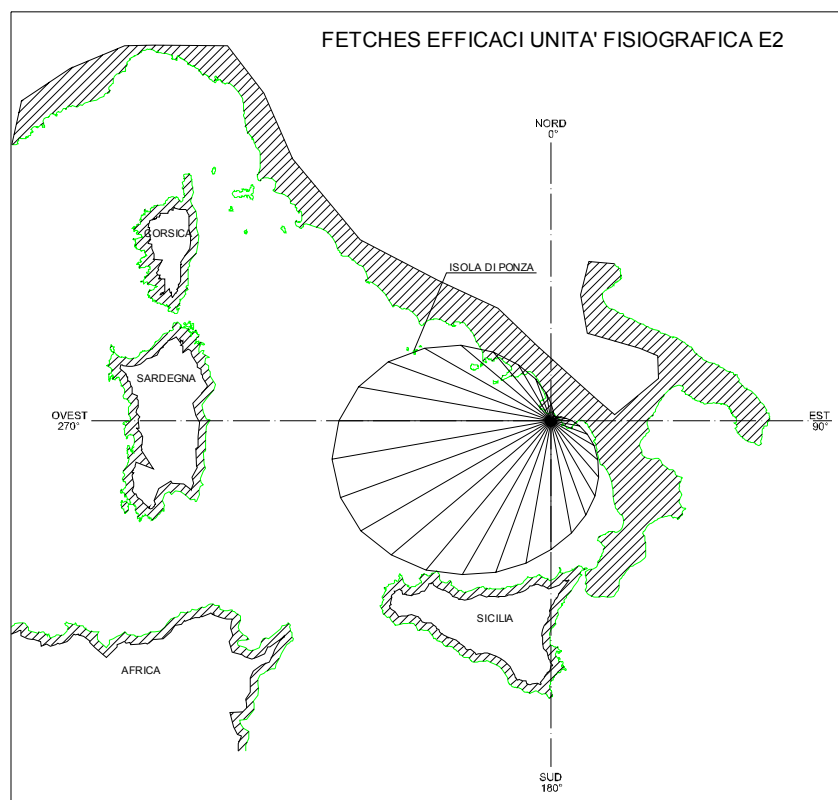 FETCHES EFFICACI UNITA' FISIOGRAFICA E2
NORD
0°
CORSICA
ISOLA DI PONZA
SARDEGNA
OVEST
270°
EST
90°
SICILIA
AFRICA
SUD
180°